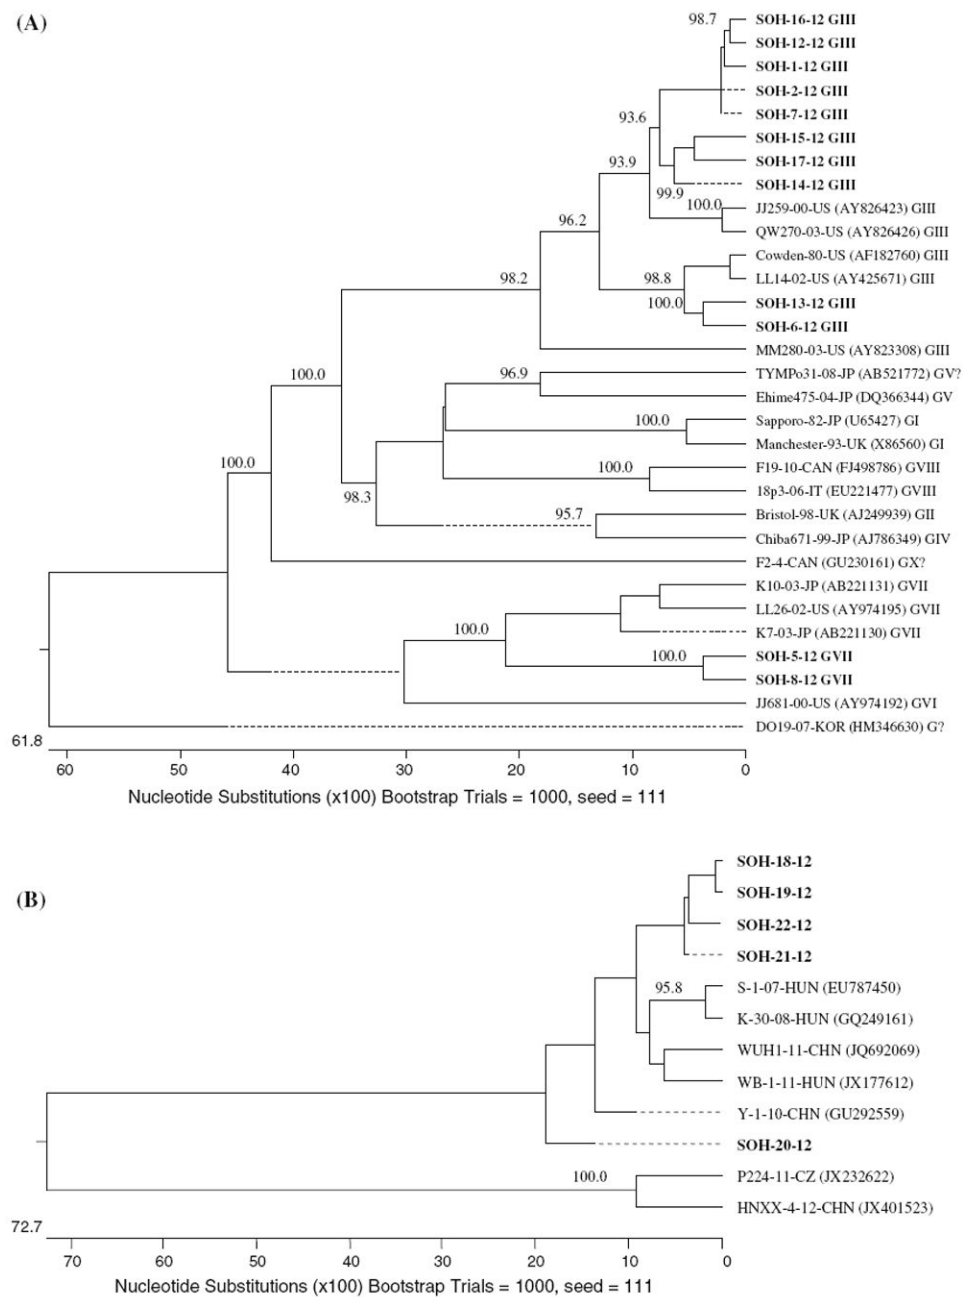 (A)
98.7
SOH-16-12 GIII
SOH-12-12 GIII
SOH-1-12 GIII
SOH-2-12 GIII
93.6
SOH-7-12 GIII
SOH-15-12 GIII
93.9
SOH-17-12 GIII
SOH-14-12 GIII
99.9
100.0
JJ259-00-US (AY826423) GIII
96.2
QW270-03-US (AY826426) GIII
Cowden-80-US (AF182760) GIII
98.2
98.8
LL14-02-US (AY425671) GIII
100.0
SOH-13-12 GIII
SOH-6-12 GIII
MM280-03-US (AY823308) GIII
100.0
96.9
TYMPo31-08-JP (AB521772) GV?
Ehime475-04-JP (DQ366344) GV
100.0
Sapporo-82-JP (U65427) GI
Manchester-93-UK (X86560) GI
100.0
100.0
F19-10-CAN (FJ498786) GVIII
98.3
18p3-06-IT (EU221477) GVIII
95.7
Bristol-98-UK (AJ249939) GII
Chiba671-99-JP (AJ786349) GIV
F2-4-CAN (GU230161) GX?
K10-03-JP (AB221131) GVII
LL26-02-US (AY974195) GVII
100.0
K7-03-JP (AB221130) GVII
100.0
SOH-5-12 GVII
SOH-8-12 GVII
JJ681-00-US (AY974192) GVI
DO19-07-KOR (HM346630) G?
61.8
60 50 40 30 20 10 0
Nucleotide Substitutions (x100) Bootstrap Trials = 1000, seed = 111
(B)
SOH-18-12
SOH-19-12
SOH-22-12
SOH-21-12
95.8
S-1-07-HUN (EU787450)
K-30-08-HUN (GQ249161)
WUH1-11-CHN (JQ692069)
WB-1-11-HUN (JX177612)
Y-1-10-CHN (GU292559)
SOH-20-12
100.0
P224-11-CZ (JX232622)
HNXX-4-12-CHN (JX401523)
72.7
70 60 50 40 30 20 10 0
Nucleotide Substitutions (x100) Bootstrap Trials = 1000, seed = 111